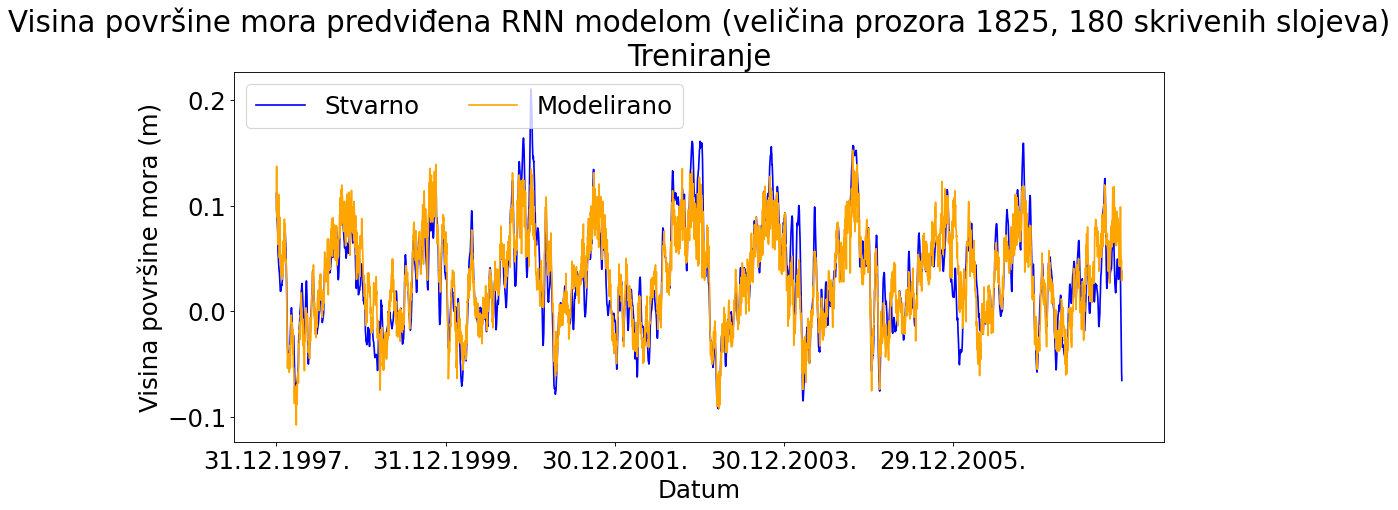 Visina površine mora predviđena RNN modelom (veličina prozora 1825, 180 skrivenih slojeva)
Treniranje
Stvarno Modelirano
Visina površine mora (m)
0.2
0.1
0.0
−0.1
31.12.1997. 31.12.1999. 30.12.2001. 30.12.2003. 29.12.2005.
Datum